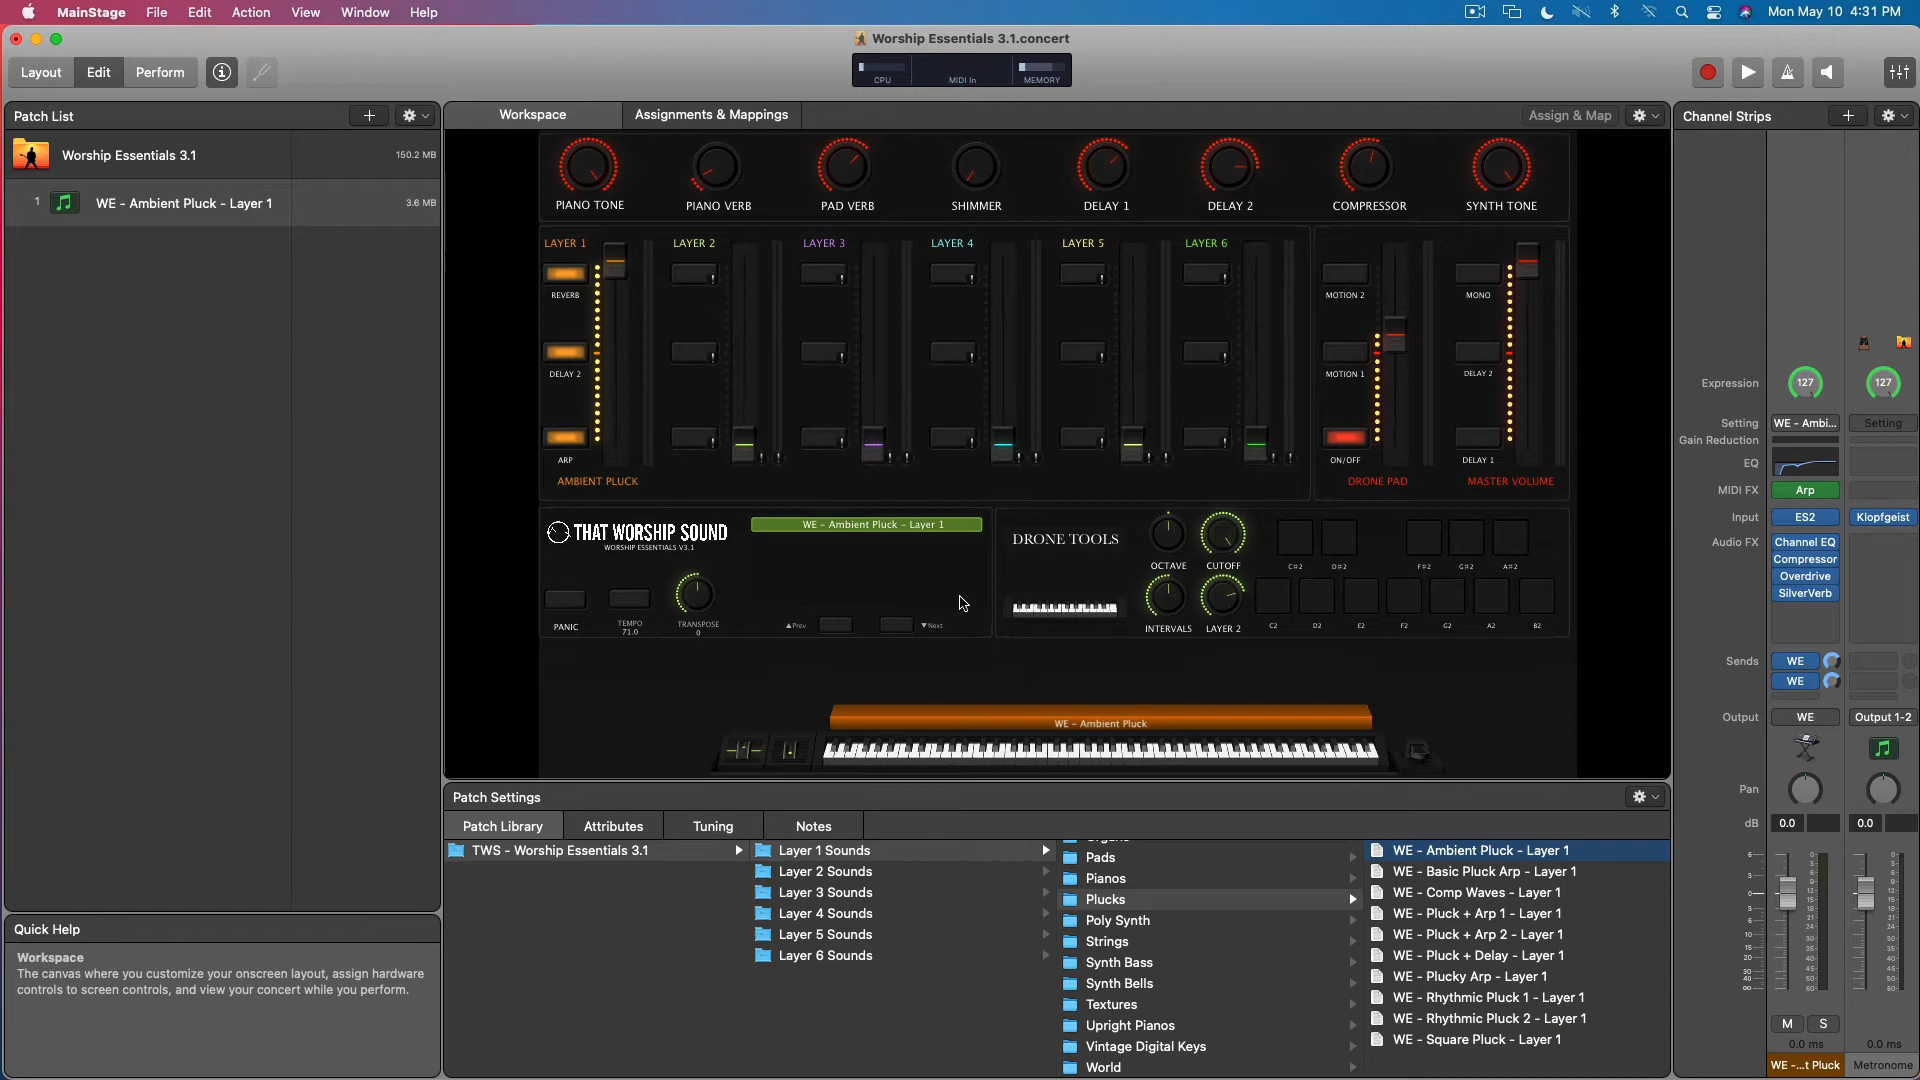 MainStage File Edit Action View Window Help
Mon May 10 4:31 PM
Worship Essentials 3.1.concert
Layout Edit Perform
CPU MIDI In MEMORY
Patch List
Workspace Assignments & Mappings
Assign & Map
Channel Strips
Worship Essentials 3.1 150.2 MB
1 WE - Ambient Pluck - Layer 1 3.6 MB
PIANO TONE PIANO VERB PAD VERB SHIMMER DELAY 1 DELAY 2 COMPRESSOR SYNTH TONE
LAYER 1 LAYER 2 LAYER 3 LAYER 4 LAYER 5 LAYER 6
REVERB MOTION 2 MONO
DELAY 2 MOTION 1 DELAY 2
ARP ON/OFF DELAY 1
AMBIENT PLUCK DRONE PAD MASTER VOLUME
THAT WORSHIP SOUND
WORSHIP ESSENTIALS V3.1
WE - Ambient Pluck - Layer 1
PANIC
TEMPO
71.0
TRANSPOSE
0
▲Prev ▼Next
DRONE TOOLS
OCTAVE CUTOFF
INTERVALS LAYER 2
C#2 D#2 F#2 G#2 A#2
C2 D2 E2 F2 G2 A2 B2
WE - Ambient Pluck
Expression 127 127
Setting WE - Ambi... Setting
Gain Reduction
EQ
MIDI FX Arp
Input ES2 Klopfgeist
Audio FX Channel EQ
Compressor
Overdrive
SilverVerb
Sends WE
WE
Output WE Output 1-2
Pan
dB 0.0 0.0
M S
0.0 ms 0.0 ms
WE -...t Pluck Metronome
Patch Settings
Patch Library Attributes Tuning Notes
TWS - Worship Essentials 3.1
Layer 1 Sounds
Layer 2 Sounds
Layer 3 Sounds
Layer 4 Sounds
Layer 5 Sounds
Layer 6 Sounds
Pads
Pianos
Plucks
Poly Synth
Strings
Synth Bass
Synth Bells
Textures
Upright Pianos
Vintage Digital Keys
World
WE - Ambient Pluck - Layer 1
WE - Basic Pluck Arp - Layer 1
WE - Comp Waves - Layer 1
WE - Pluck + Arp 1 - Layer 1
WE - Pluck + Arp 2 - Layer 1
WE - Pluck + Delay - Layer 1
WE - Plucky Arp - Layer 1
WE - Rhythmic Pluck 1 - Layer 1
WE - Rhythmic Pluck 2 - Layer 1
WE - Square Pluck - Layer 1
Quick Help
Workspace
The canvas where you customize your onscreen layout, assign hardware
controls to screen controls, and view your concert while you perform.